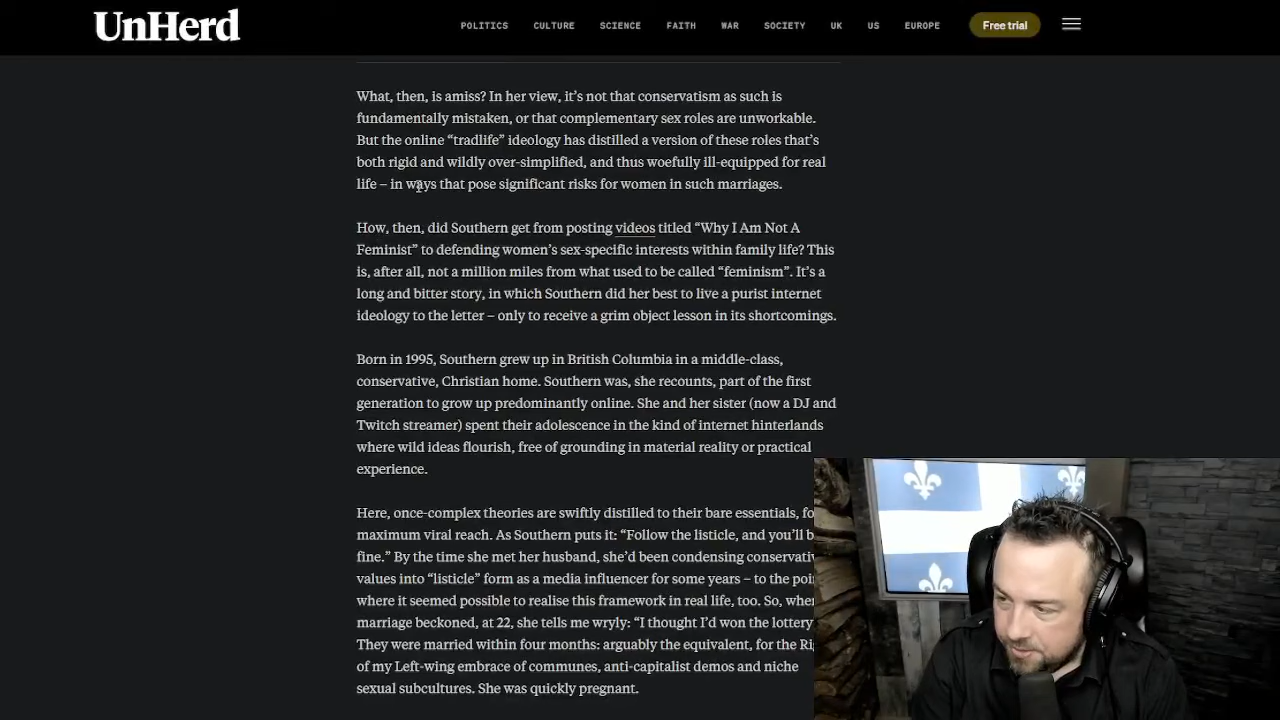 UnHerd
POLITICS CULTURE SCIENCE FAITH WAR SOCIETY UK US EUROPE Free trial
What, then, is amiss? In her view, it's not that conservatism as such is
fundamentally mistaken, or that complementary sex roles are unworkable.
But the online “tradlife” ideology has distilled a version of these roles that's
both rigid and wildly over-simplified, and thus woefully ill-equipped for real
life – in ways that pose significant risks for women in such marriages.
How, then, did Southern get from posting videos titled “Why I Am Not A
Feminist” to defending women's sex-specific interests within family life? This
is, after all, not a million miles from what used to be called “feminism”. It's a
long and bitter story, in which Southern did her best to live a purist internet
ideology to the letter – only to receive a grim object lesson in its shortcomings.
Born in 1995, Southern grew up in British Columbia in a middle-class,
conservative, Christian home. Southern was, she recounts, part of the first
generation to grow up predominantly online. She and her sister (now a DJ and
Twitch streamer) spent their adolescence in the kind of internet hinterlands
where wild ideas flourish, free of grounding in material reality or practical
experience.
Here, once-complex theories are swiftly distilled to their bare essentials, fo
maximum viral reach. As Southern puts it: “Follow the listicle, and you'll b
fine.” By the time she met her husband, she'd been condensing conservativ
values into “listicle” form as a media influencer for some years – to the poi
where it seemed possible to realise this framework in real life, too. So, when
marriage beckoned, at 22, she tells me wryly: “I thought I'd won the lottery
They were married within four months: arguably the equivalent, for the Rig
of my Left-wing embrace of communes, anti-capitalist demos and niche
sexual subcultures. She was quickly pregnant.